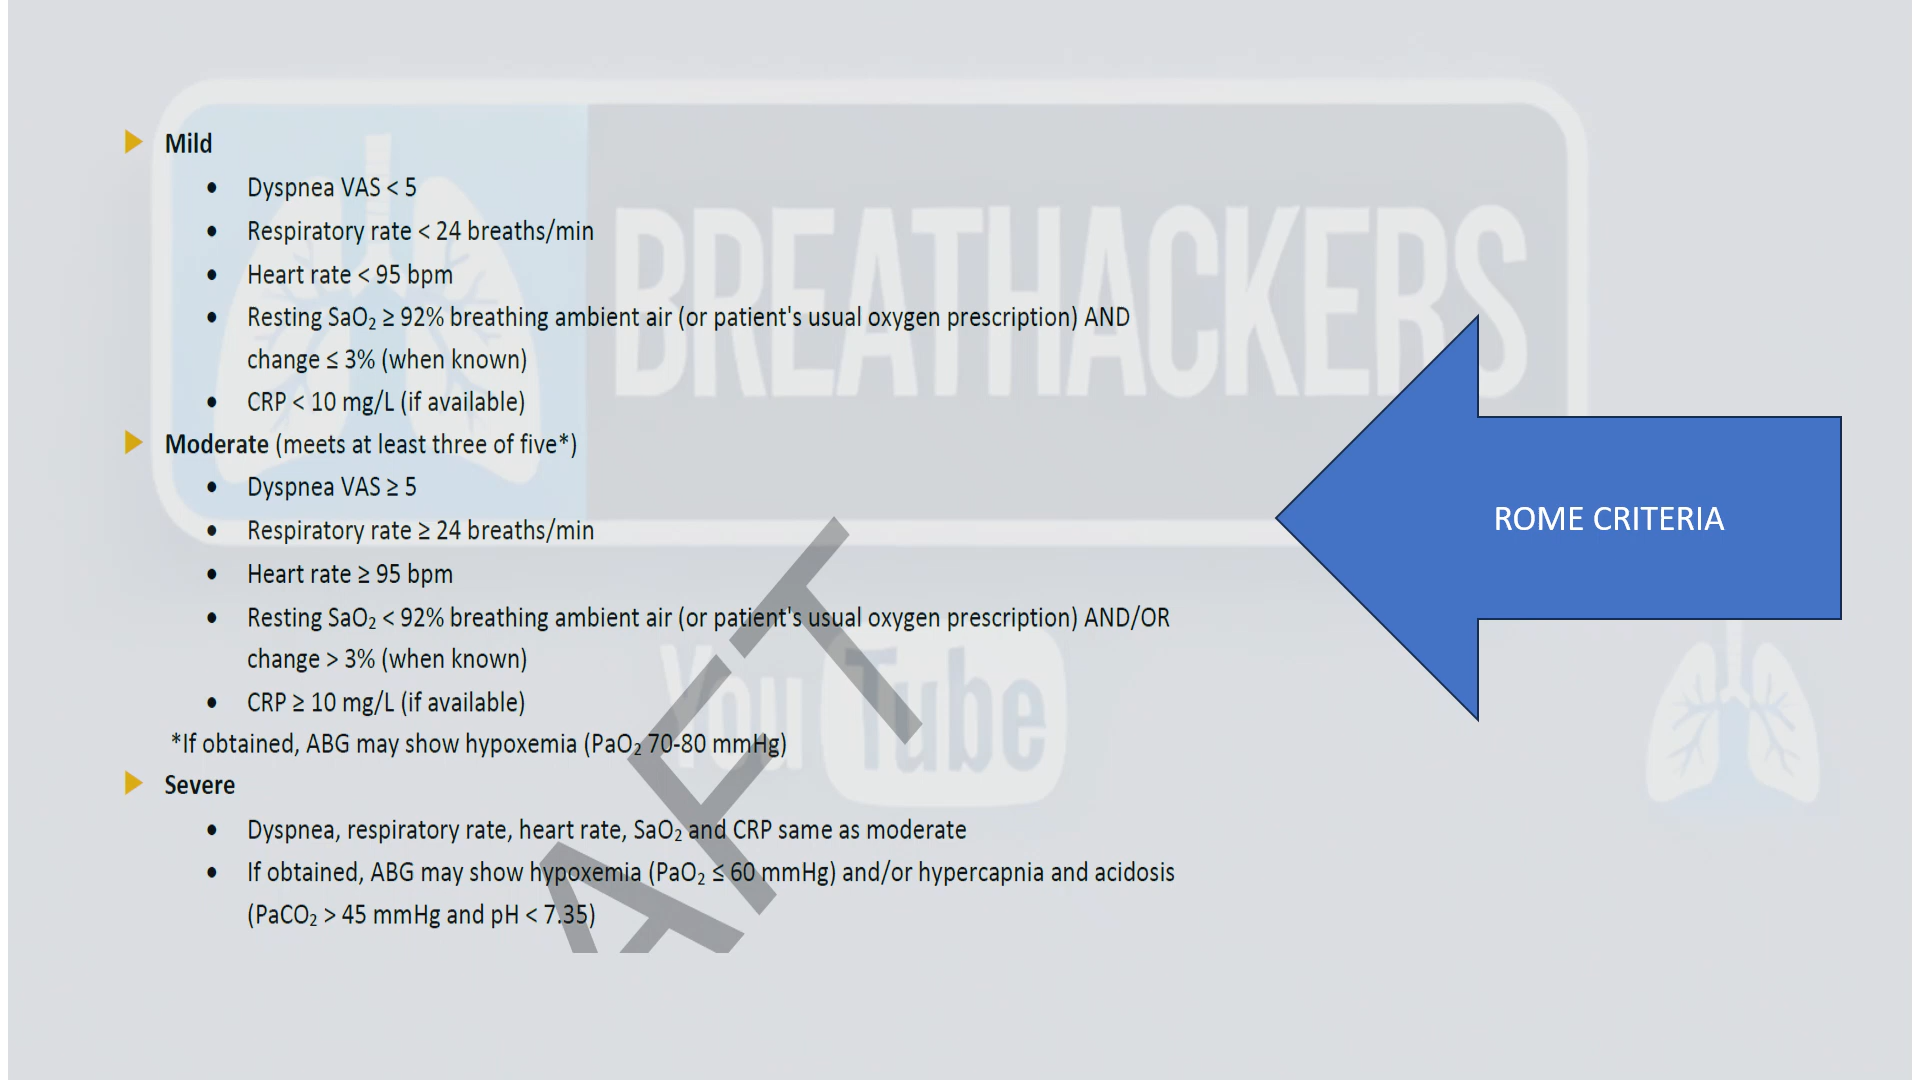 BREATHACKERS
Mild
• Dyspnea VAS < 5
• Respiratory rate < 24 breaths/min
• Heart rate < 95 bpm
• Resting SaO₂ ≥ 92% breathing ambient air (or patient's usual oxygen prescription) AND
change ≤ 3% (when known)
• CRP < 10 mg/L (if available)
Moderate (meets at least three of five*)
• Dyspnea VAS ≥ 5
• Respiratory rate ≥ 24 breaths/min
• Heart rate ≥ 95 bpm
• Resting SaO₂ < 92% breathing ambient air (or patient's usual oxygen prescription) AND/OR
change > 3% (when known)
• CRP ≥ 10 mg/L (if available)
*If obtained, ABG may show hypoxemia (PaO₂ 70-80 mmHg)
Severe
• Dyspnea, respiratory rate, heart rate, SaO₂ and CRP same as moderate
• If obtained, ABG may show hypoxemia (PaO₂ ≤ 60 mmHg) and/or hypercapnia and acidosis
(PaCO₂ > 45 mmHg and pH < 7.35)
ROME CRITERIA
YouTube
AFT